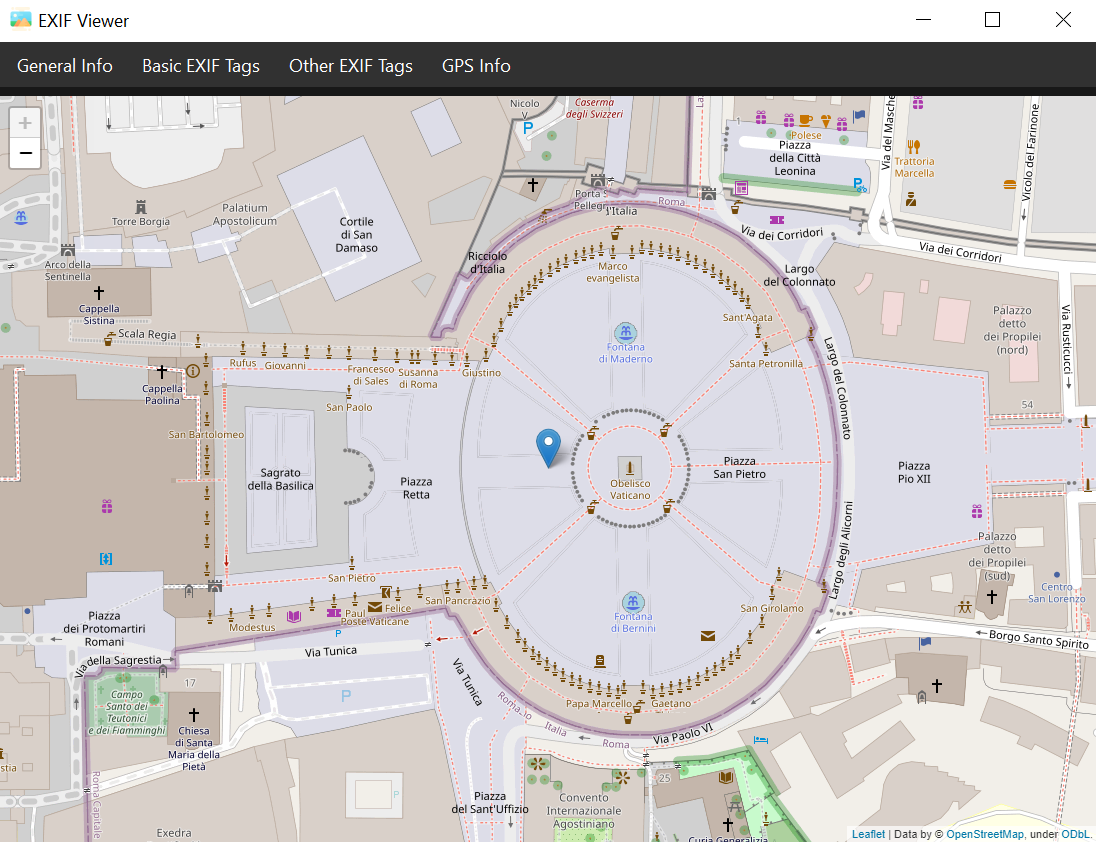 EXIF Viewer
General Info
Basic EXIF Tags
Other EXIF Tags
GPS Info
+
−
Nicolo
V
Caserma
degli Svizzeri
P
1
Polese
Piazza
della Città
Leonina
Via del Masche
Vicolo del Farinone
Trattoria
Marcella
P
Torre Borgia
Palatium
Apostolicum
Cortile
di San
Damaso
Porta S
Pellegr
d'Italia
Roma
Via dei Corridori
Via dei Corridori
Arco della
Sentinella
Ricciolo
d'Italia
Marco
evangelista
Largo
del Colonnato
Cappella
Sistina
Scala Regia
Sant'Agata
Palazzo
detto
dei Propilei
(nord)
Via Rusticucci
Fontana
di Maderno
Santa Petronilla
Largo del Colonnato
Rufus
Giovanni
Francesco
di Sales
Susanna
di Roma
Giustino
Cappella
Paolina
San Paolo
54
San Bartolomeo
Sagrato
della Basilica
Piazza
Retta
Obelisco
Vaticano
Piazza
San Pietro
Piazza
Pio XII
Largo degli Alicorni
Palazzo
detto
dei Propilei
(sud)
San Pietro
San Pancrazio
Centro
San Lorenzo
Piazza
dei Protomartiri
Romani
Modestus
Paul
Felice
Poste Vaticane
P
Fontana
di Bernini
San Girolamo
Borgo Santo Spirito
Via Tunica
Via della Sagrestia
17
Via Tunica
P
Campo
Santo dei
Teutonici
e dei Fiamminghi
Chiesa
di Santa
Maria della
Pietà
Papa Marcello
Gaetano
Roma
Italia
Roma
Via Paolo VI
stia
Roma Capitale
P
Piazza
del Sant'Uffizio
Convento
Internazionale
Agostiniano
25
Exedra
Curia Generalizia
Leaflet | Data by © OpenStreetMap, under ODbL.